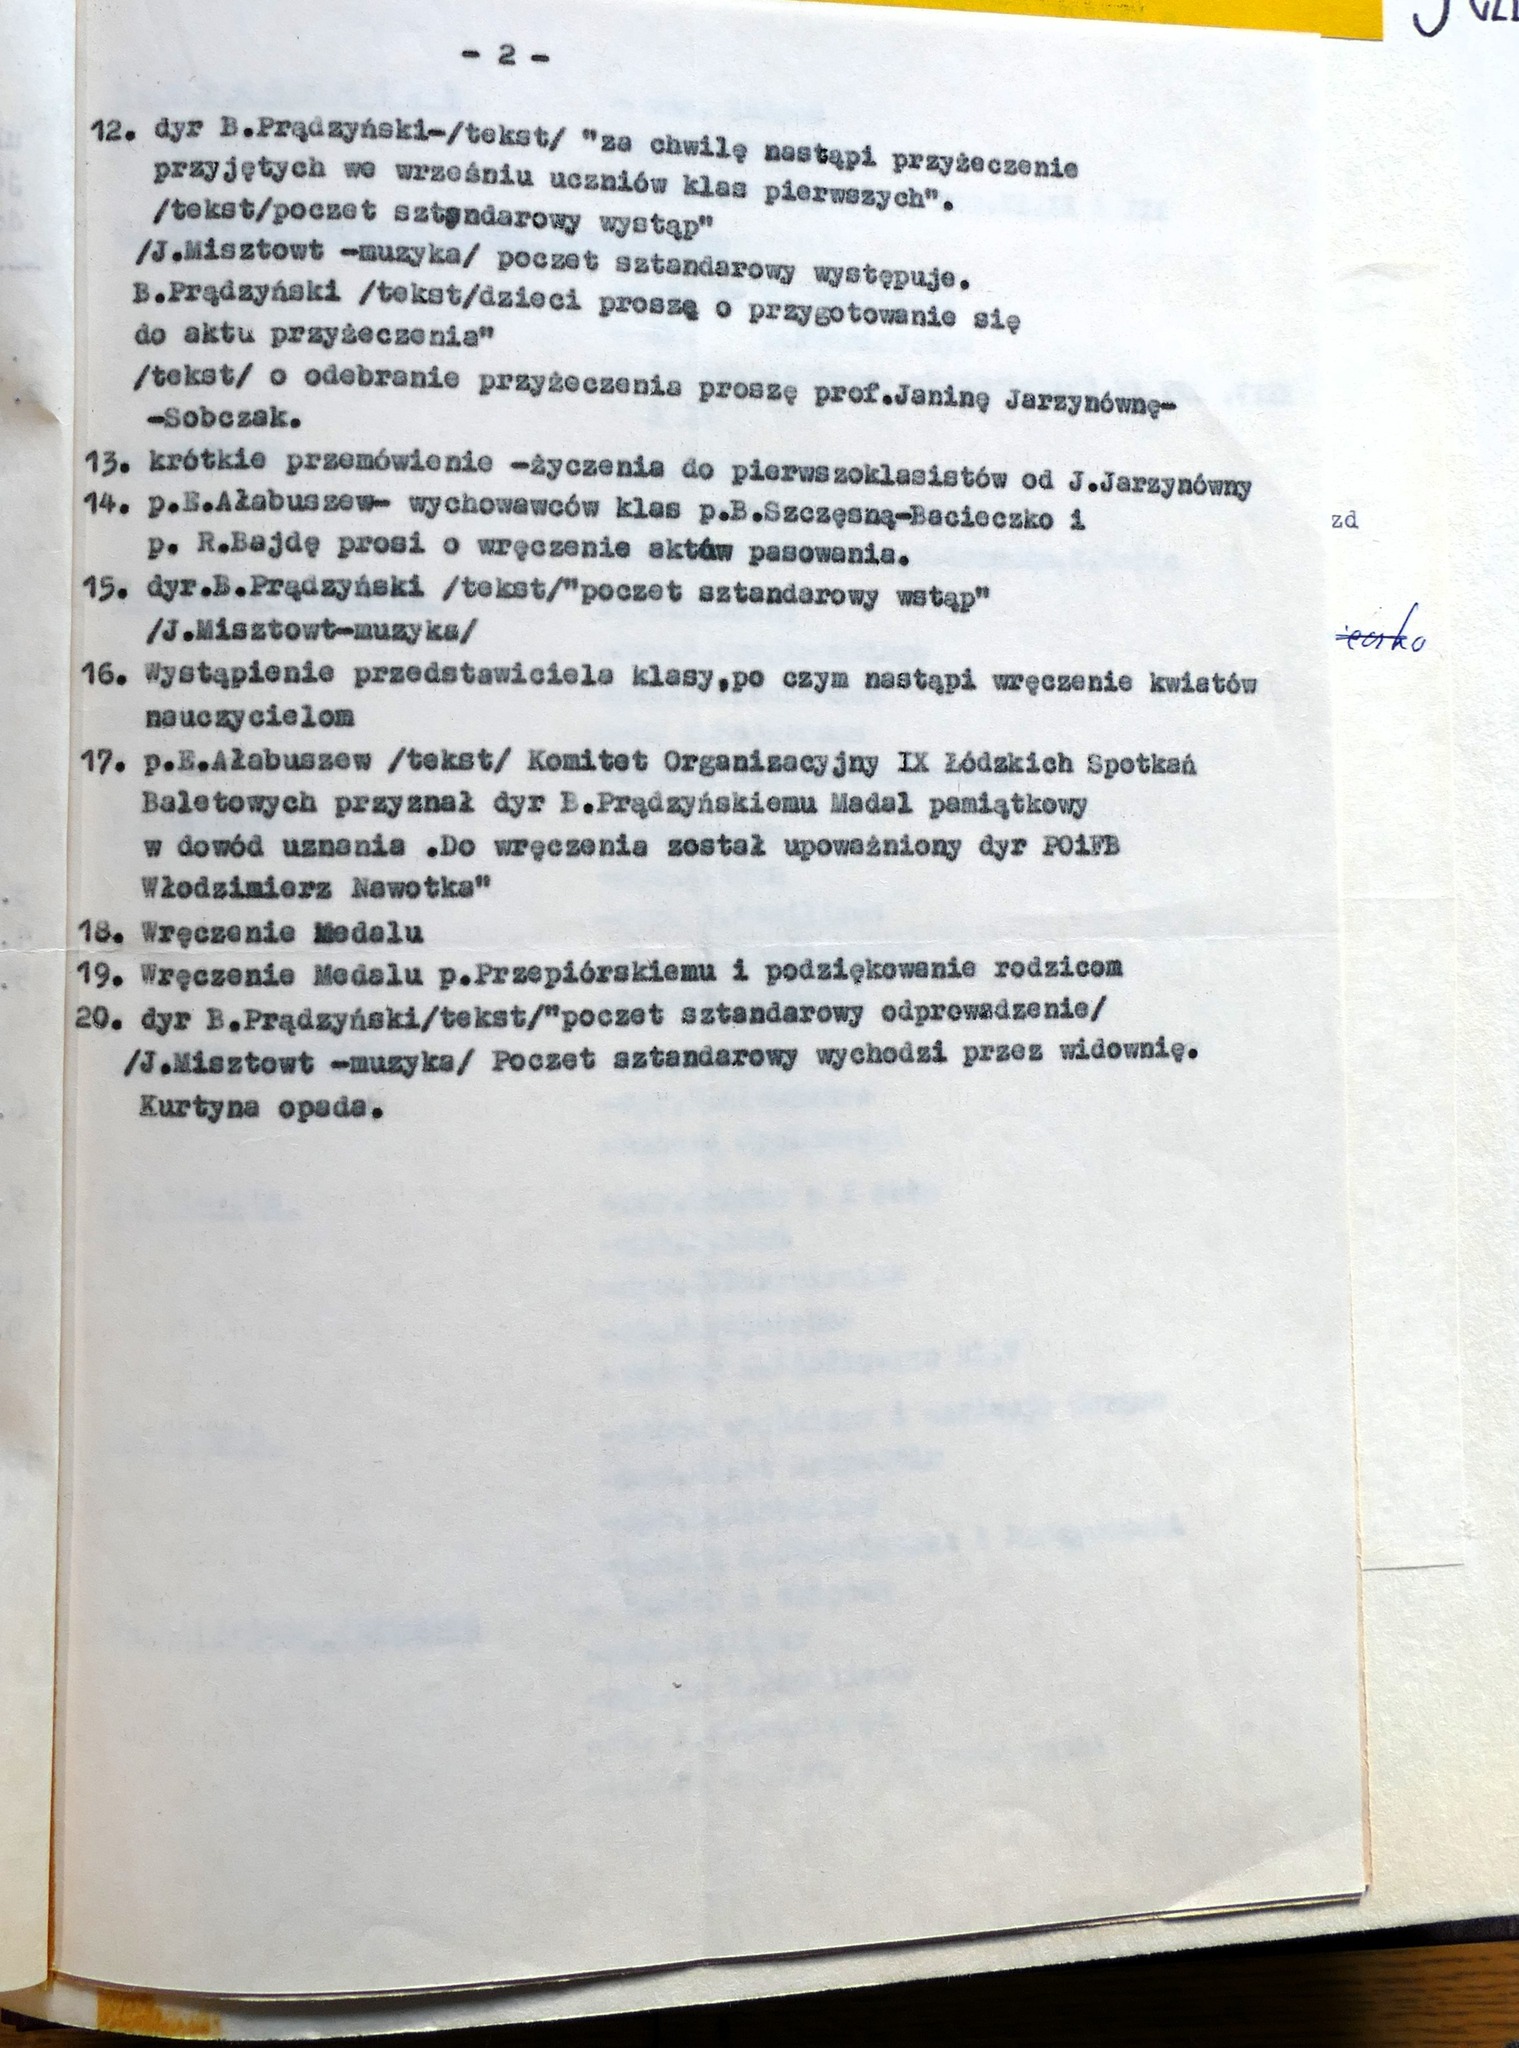 - 2 -
12. dyr B.Prądzyński-/tekst/ "za chwilę nastąpi przyżeczenie
przyjętych we wrześniu uczniów klas pierwszych".
/tekst/poczet sztandarowy wystąp"
/J.Misztowt -muzyka/ poczet sztandarowy występuje.
B.Prądzyński /tekst/dzieci proszę o przygotowanie się
do aktu przyżeczenia"
/tekst/ o odebranie przyżeczenia proszę prof.Janinę Jarzynównę-
-Sobczak.
13. krótkie przemówienie -życzenia do pierwszoklasistów od J.Jarzynówny
14. p.E.Ałabuszew- wychowawców klas p.B.Szczęsną-Bacieczko i
p. R.Bajdę prosi o wręczenie aktów pasowania.
15. dyr.B.Prądzyński /tekst/"poczet sztandarowy wstąp"
/J.Misztowt-muzyka/
16. Wystąpienie przedstawiciela klasy,po czym nastąpi wręczenie kwiatów
nauczycielom
17. p.E.Ałabuszew /tekst/ Komitet Organizacyjny IX Łódzkich Spotkań
Baletowych przyznał dyr B.Prądzyńskiemu Medal pamiątkowy
w dowód uznania .Do wręczenia został upoważniony dyr POiFB
Włodzimierz Nawotka"
18. Wręczenie Medalu
19. Wręczenie Medalu p.Przepiórskiemu i podziękowanie rodzicom
20. dyr B.Prądzyński/tekst/"poczet sztandarowy odprowadzenie/
/J.Misztowt -muzyka/ Poczet sztandarowy wychodzi przez widownię.
Kurtyna opada.
zd